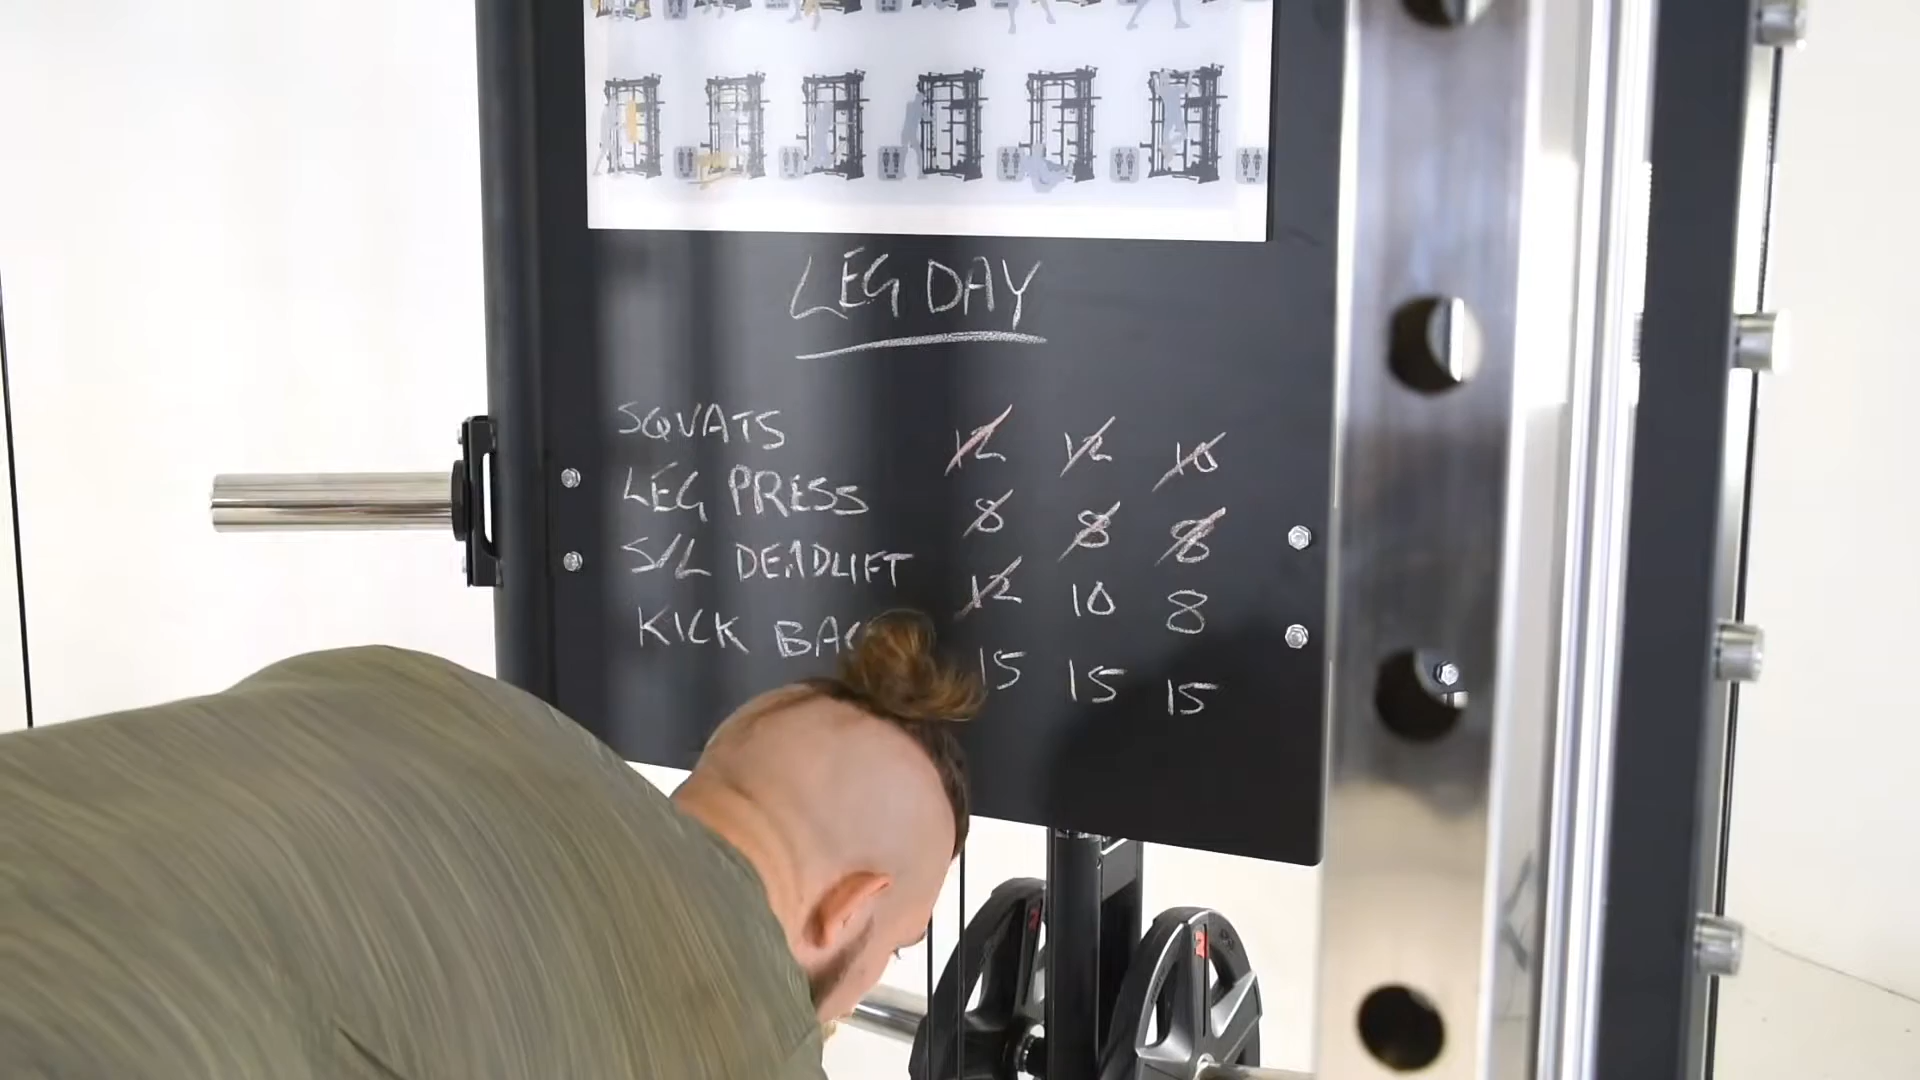 LEG DAY
SQUATS 12 12 10
LEG PRESS 8 8 8
S/L DEADLIFT 12 10 8
KICK 15 15 15